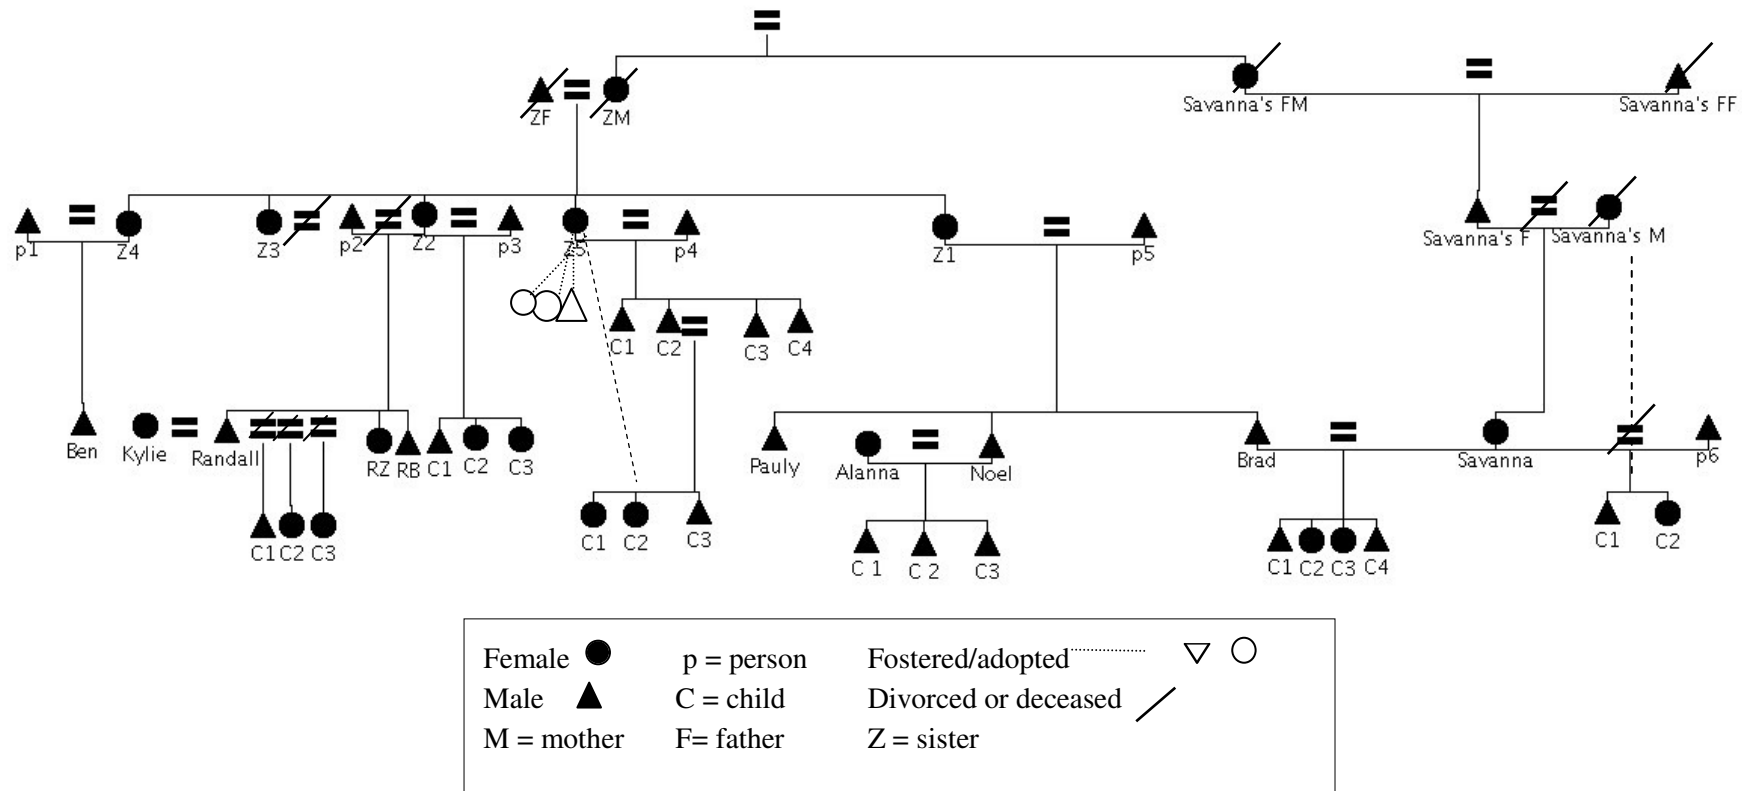 ZF ZM Savanna's FM Savanna's FF
p1 Z4 Z3 p2 Z2 p3 Z5 p4 Z1 p5 Savanna's F Savanna's M
C1 C2 C3 C4
Ben Kylie Randall RZ RB C1 C2 C3 Pauly Alanna Noel Brad Savanna p6
C1 C2 C3 C1 C2 C3 C 1 C 2 C3 C1 C2 C3 C4 C1 C2
Female p = person Fostered/adopted
Male C = child Divorced or deceased
M = mother F= father Z = sister